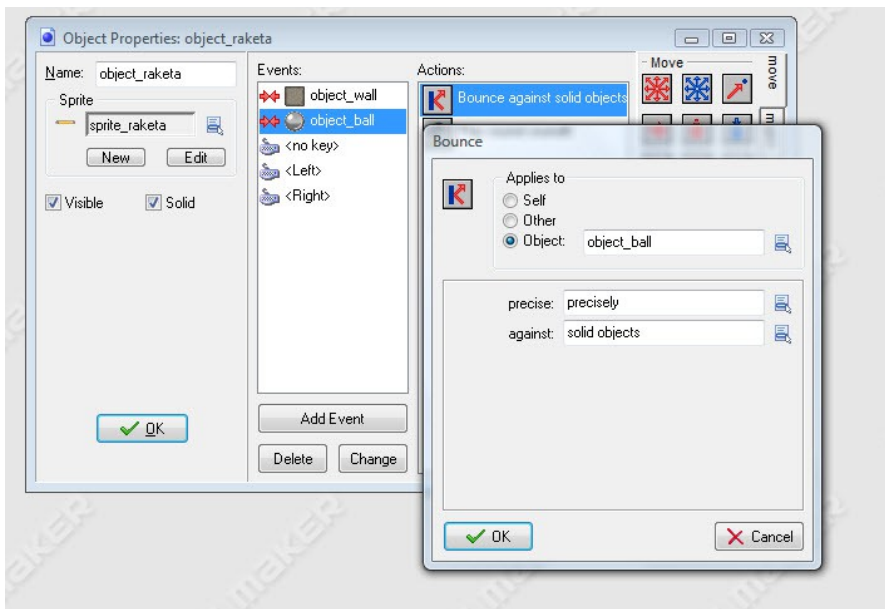 Object Properties: object_raketa
Name: object_raketa
Sprite
sprite_raketa
New
Edit
Visible
Solid
OK
Events:
object_wall
object_ball
<no key>
<Left>
<Right>
Add Event
Delete
Change
Actions:
Bounce against solid objects
Move
move
Bounce
Applies to
Self
Other
Object: object_ball
precise: precisely
against: solid objects
OK
Cancel
maker
maker